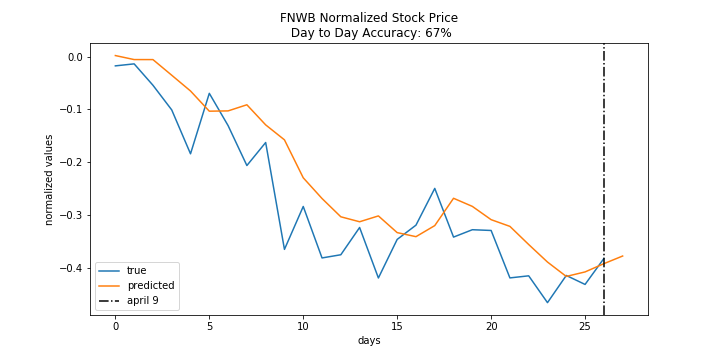 FNWB Normalized Stock Price
Day to Day Accuracy: 67%
normalized values
0.0
−0.1
−0.2
−0.3
−0.4
true
predicted
april 9
0
5
10
15
20
25
days